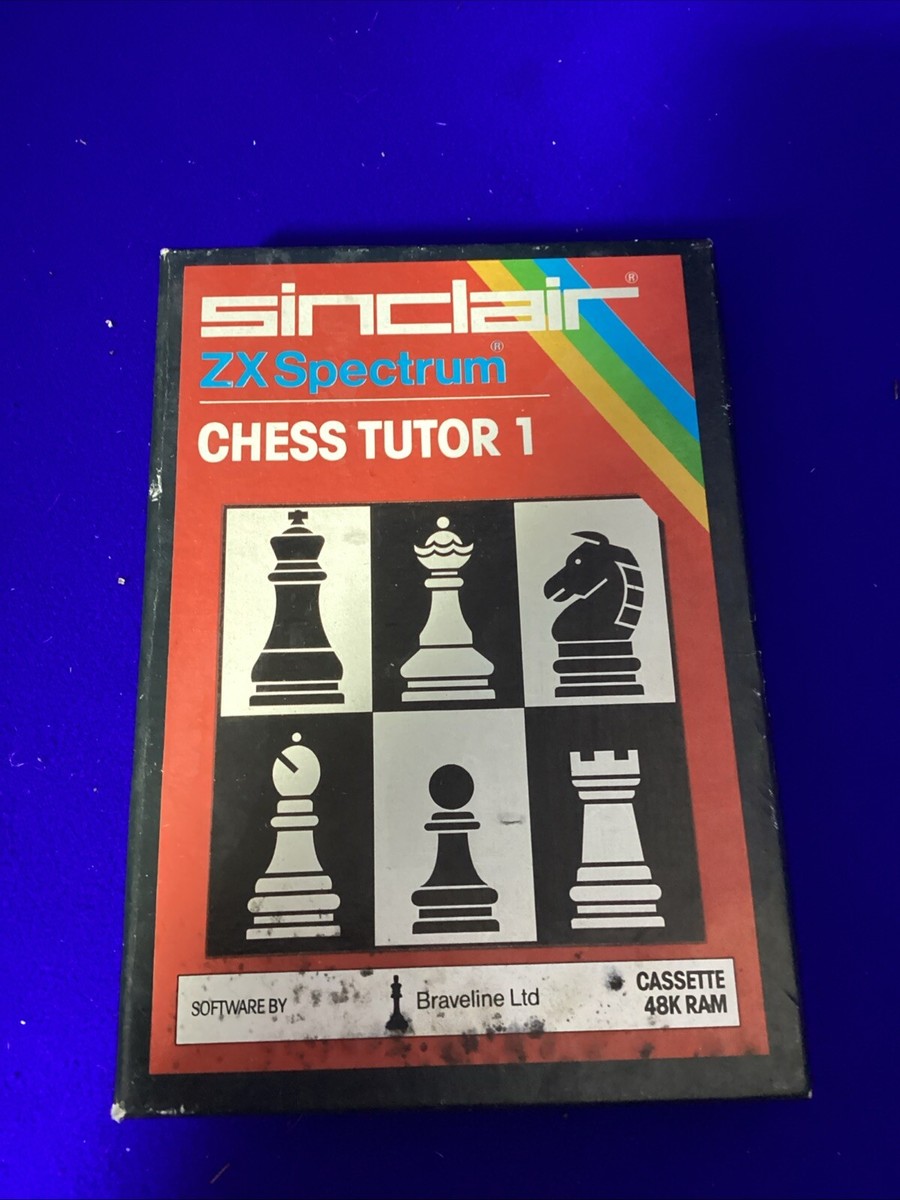 sinclair®
ZX Spectrum®
CHESS TUTOR 1
SOFTWARE BY
Braveline Ltd
CASSETTE
48K RAM